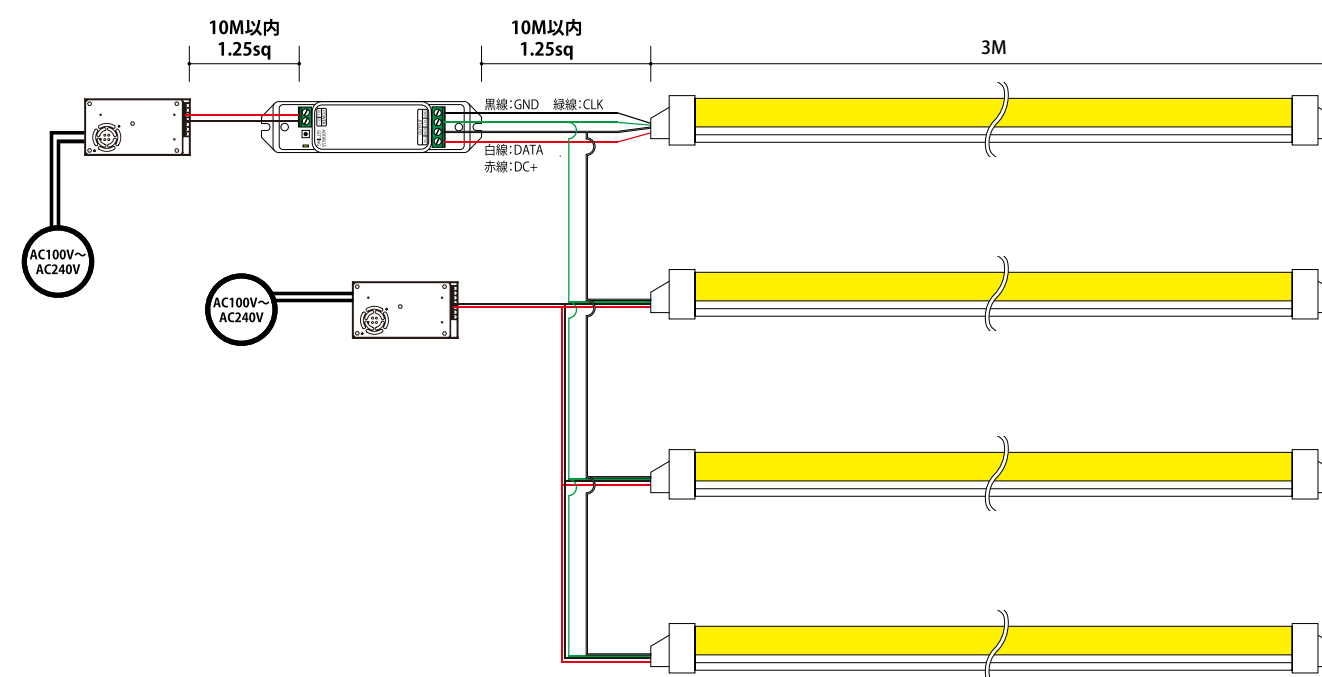 10M以内
1.25sq
10M以内
1.25sq
3M
黒線:GND 緑線:CLK
白線:DATA
赤線:DC+
AC100V～
AC240V
AC100V～
AC240V